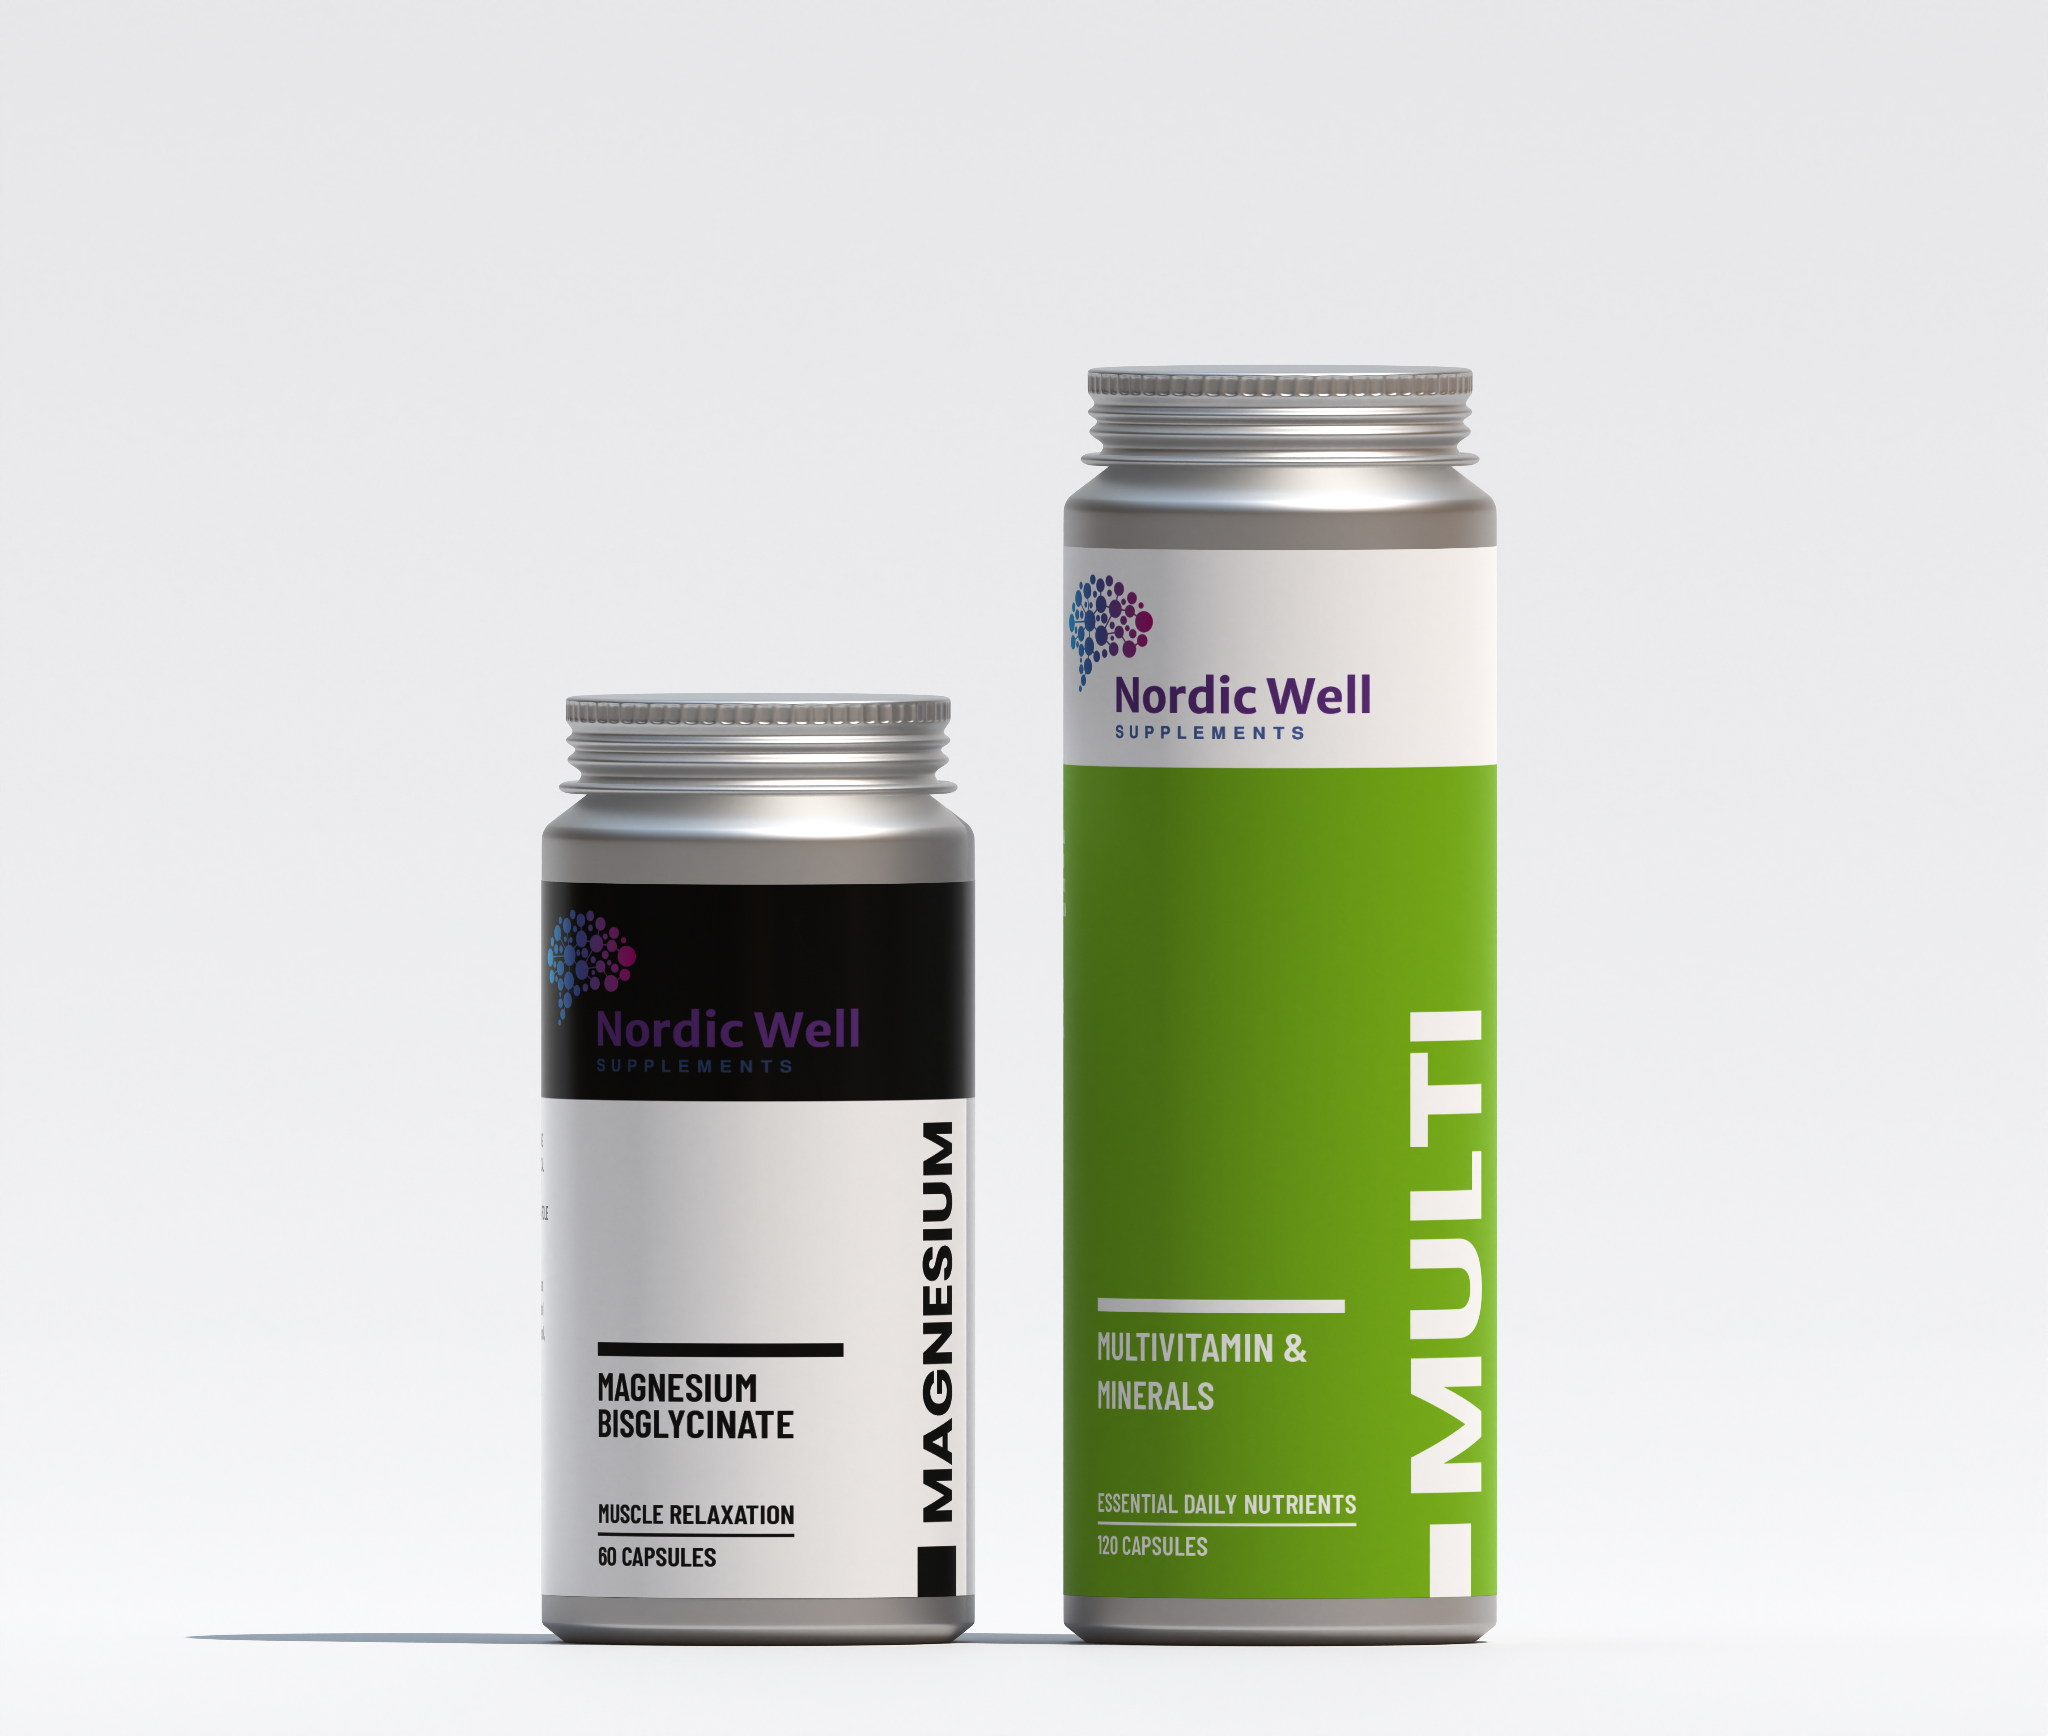 Nordic Well
SUPPLEMENTS
MAGNESIUM
BISGLYCINATE
MUSCLE RELAXATION
60 CAPSULES
MAGNESIUM
Nordic Well
SUPPLEMENTS
MULTIVITAMIN &
MINERALS
ESSENTIAL DAILY NUTRIENTS
120 CAPSULES
MULTI